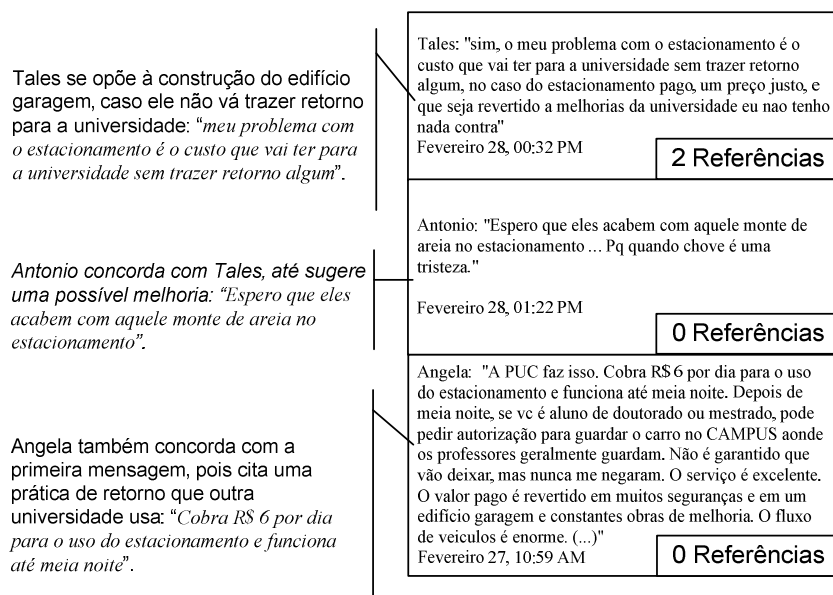 Tales se opõe à construção do edifício
garagem, caso ele não vá trazer retorno
para a universidade: “meu problema com
o estacionamento é o custo que vai ter para
a universidade sem trazer retorno algum”.
Tales: "sim, o meu problema com o estacionamento é o
custo que vai ter para a universidade sem trazer retorno
algum, no caso do estacionamento pago, um preço justo, e
que seja revertido a melhorias da universidade eu nao tenho
nada contra"
Fevereiro 28, 00:32 PM
2 Referências
Antonio concorda com Tales, até sugere
uma possível melhoria: “Espero que eles
acabem com aquele monte de areia no
estacionamento”.
Antonio: "Espero que eles acabem com aquele monte de
areia no estacionamento ... Pq quando chove é uma
tristeza."
Fevereiro 28, 01:22 PM
0 Referências
Angela também concorda com a
primeira mensagem, pois cita uma
prática de retorno que outra
universidade usa: “Cobra R$ 6 por dia
para o uso do estacionamento e funciona
até meia noite”.
Angela: "A PUC faz isso. Cobra R$ 6 por dia para o uso
do estacionamento e funciona até meia noite. Depois de
meia noite, se vc é aluno de doutorado ou mestrado, pode
pedir autorização para guardar o carro no CAMPUS aonde
os professores geralmente guardam. Não é garantido que
vão deixar, mas nunca me negaram. O serviço é excelente.
O valor pago é revertido em muitos seguranças e em um
edifício garagem e constantes obras de melhoria. O fluxo
de veiculos é enorme. (...)"
Fevereiro 27, 10:59 AM
0 Referências